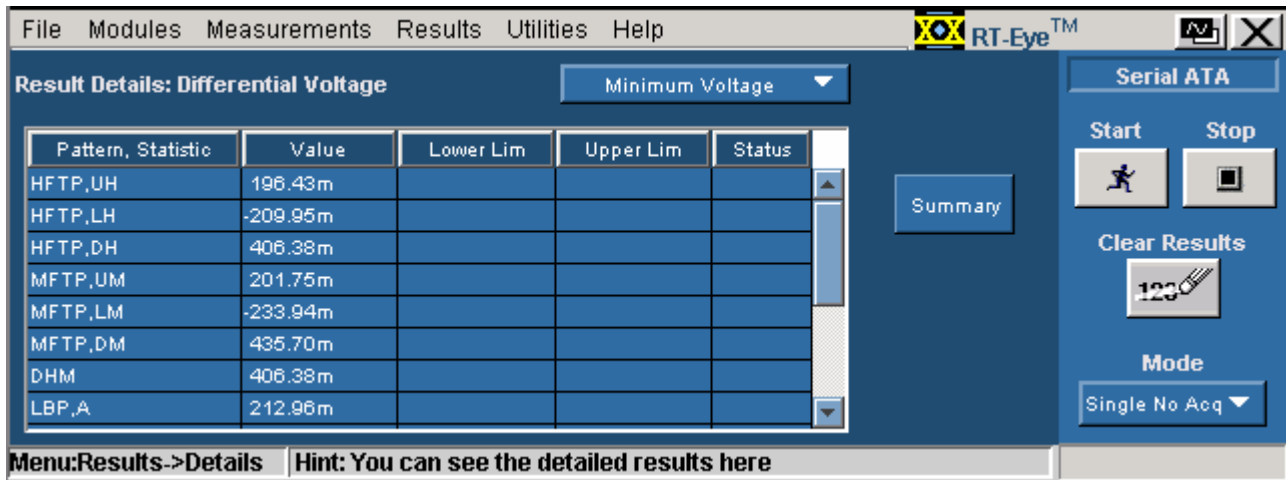 File Modules Measurements Results Utilities Help
RT-Eye™
Result Details: Differential Voltage
Minimum Voltage
Serial ATA
Pattern, Statistic Value Lower Lim Upper Lim Status
HFTP,UH 196.43m
HFTP,LH -209.95m
HFTP,DH 406.38m
MFTP,UM 201.75m
MFTP,LM -233.94m
MFTP,DM 435.70m
DHM 406.38m
LBP,A 212.96m
Summary
Start Stop
Clear Results
123
Mode
Single No Acq
Menu:Results->Details Hint: You can see the detailed results here